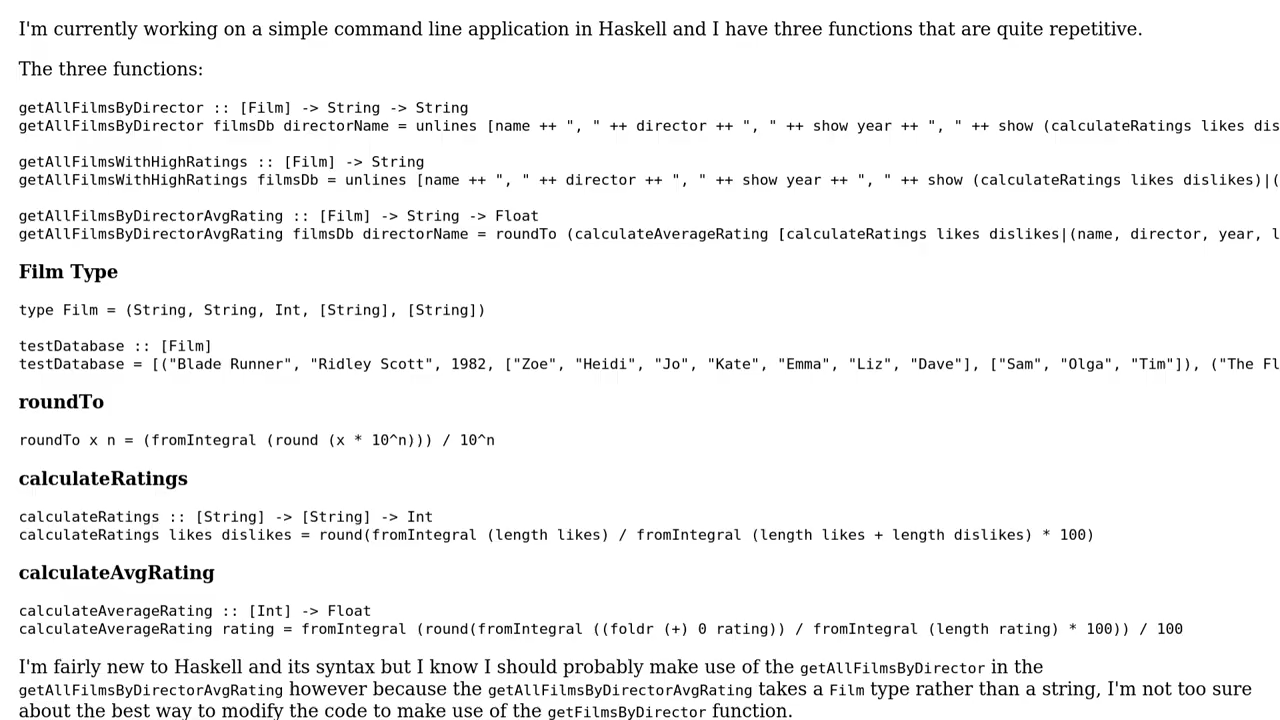 I'm currently working on a simple command line application in Haskell and I have three functions that are quite repetitive.
The three functions:
getAllFilmsByDirector :: [Film] -> String -> String
getAllFilmsByDirector filmsDb directorName = unlines [name ++ ", " ++ director ++ ", " ++ show year ++ ", " ++ show (calculateRatings likes dis
getAllFilmsWithHighRatings :: [Film] -> String
getAllFilmsWithHighRatings filmsDb = unlines [name ++ ", " ++ director ++ ", " ++ show year ++ ", " ++ show (calculateRatings likes dislikes)|(
getAllFilmsByDirectorAvgRating :: [Film] -> String -> Float
getAllFilmsByDirectorAvgRating filmsDb directorName = roundTo (calculateAverageRating [calculateRatings likes dislikes|(name, director, year, l
Film Type
type Film = (String, String, Int, [String], [String])
testDatabase :: [Film]
testDatabase = [("Blade Runner", "Ridley Scott", 1982, ["Zoe", "Heidi", "Jo", "Kate", "Emma", "Liz", "Dave"], ["Sam", "Olga", "Tim"]), ("The Fl
roundTo
roundTo x n = (fromIntegral (round (x * 10^n))) / 10^n
calculateRatings
calculateRatings :: [String] -> [String] -> Int
calculateRatings likes dislikes = round(fromIntegral (length likes) / fromIntegral (length likes + length dislikes) * 100)
calculateAvgRating
calculateAverageRating :: [Int] -> Float
calculateAverageRating rating = fromIntegral (round(fromIntegral ((foldr (+) 0 rating)) / fromIntegral (length rating) * 100)) / 100
I'm fairly new to Haskell and its syntax but I know I should probably make use of the getAllFilmsByDirector in the
getAllFilmsByDirectorAvgRating however because the getAllFilmsByDirectorAvgRating takes a Film type rather than a string, I'm not too sure
about the best way to modify the code to make use of the getFilmsByDirector function.